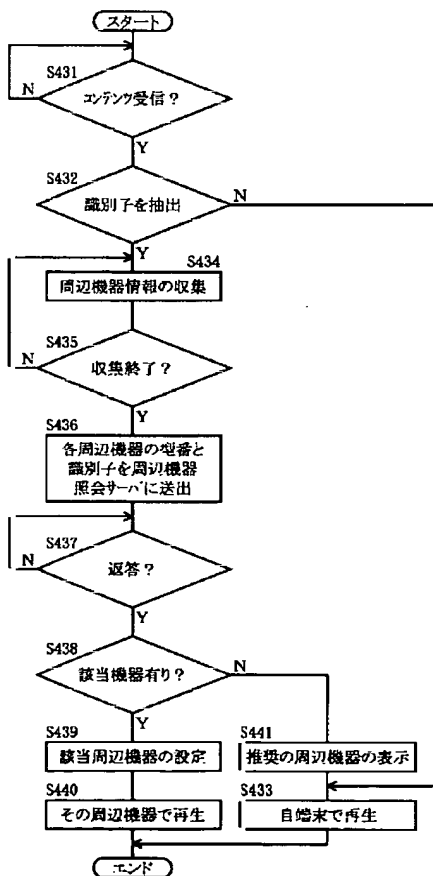 スタート
S431
コンテンツ受信？
N
Y
S432
識別子を抽出
N
Y
S434
周辺機器情報の収集
S435
収集終了？
N
Y
S436
各周辺機器の型番と
識別子を周辺機器
照会サーバに送出
S437
N
返答？
Y
S438
該当機器有り？
N
Y
S439
該当周辺機器の設定
S441
推奨の周辺機器の表示
S440
その周辺機器で再生
S433
自端末で再生
エンド